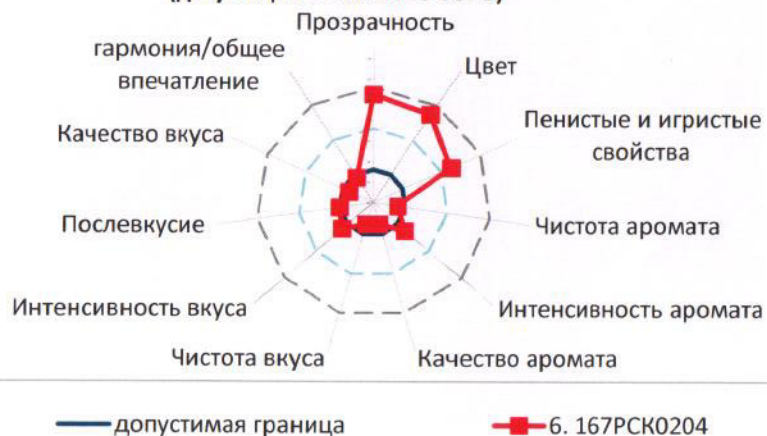 Прозрачность
гармония/общее
впечатление
Цвет
Пенистые и игристые
свойства
Качество вкуса
Послевкусие
Чистота аромата
Интенсивность вкуса
Интенсивность аромата
Чистота вкуса
Качество аромата
допустимая граница
6. 167РСК0204